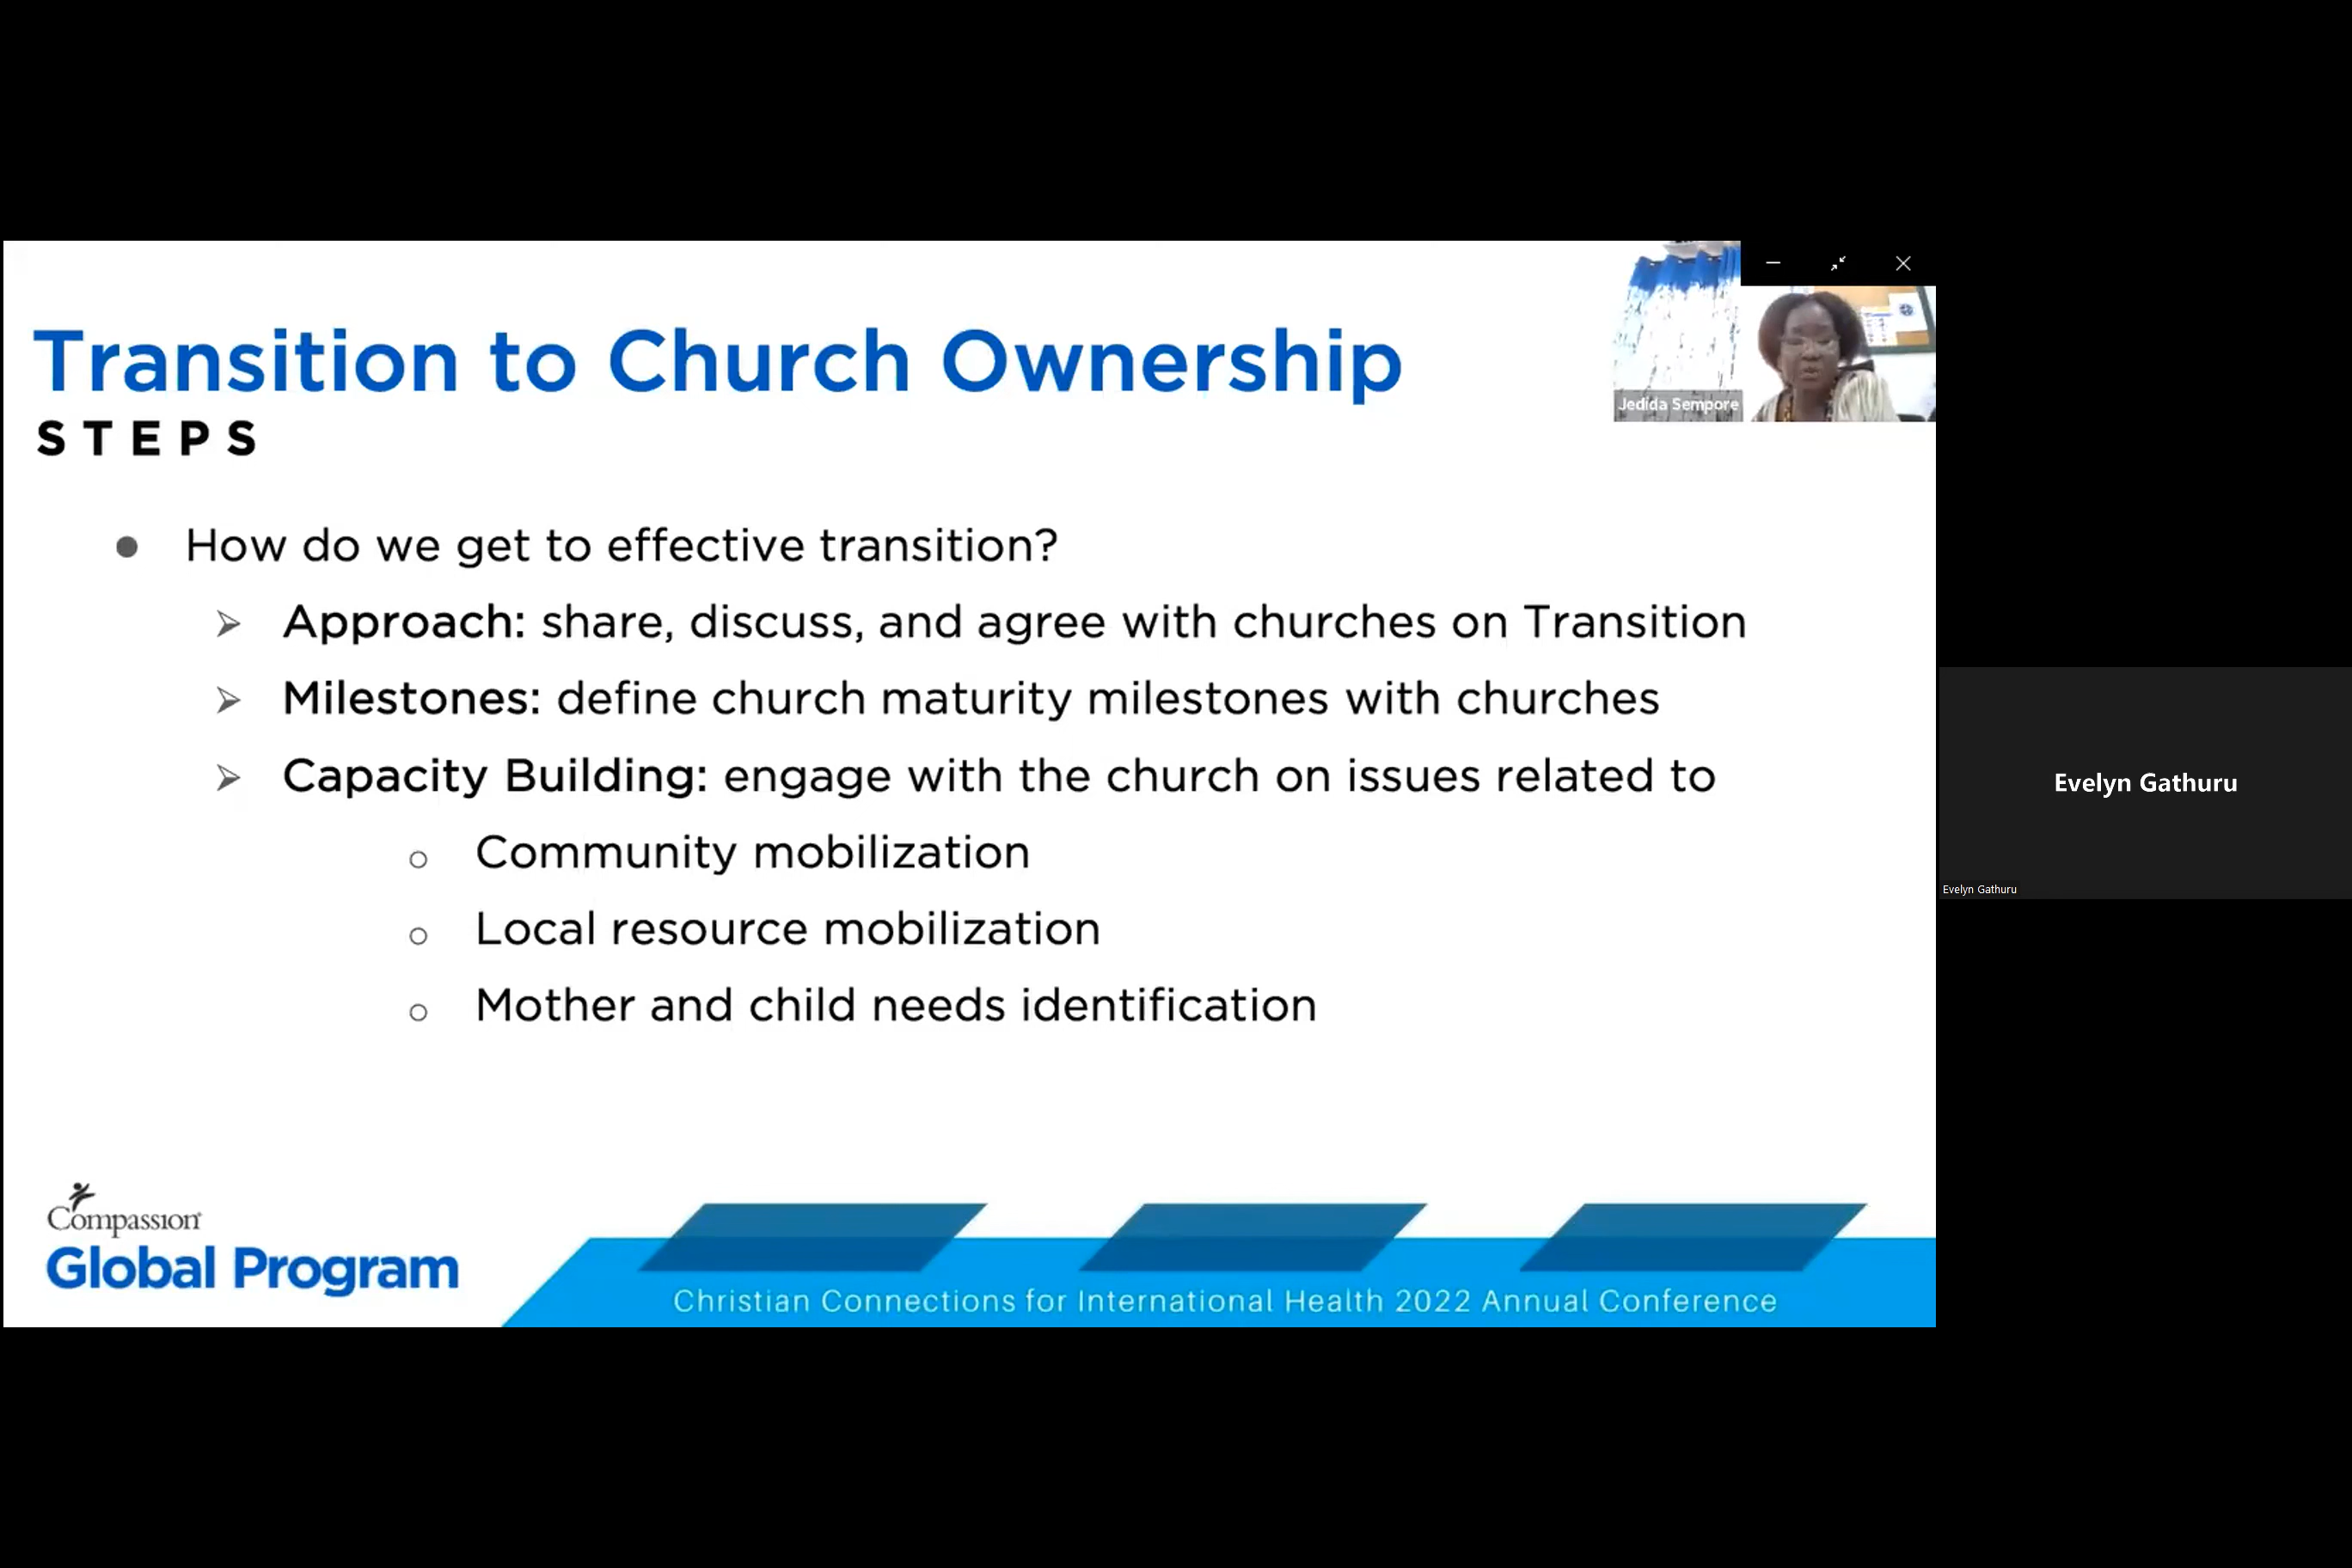 Transition to Church Ownership
STEPS
Jedida Sempore
How do we get to effective transition?
Approach: share, discuss, and agree with churches on Transition
Milestones: define church maturity milestones with churches
Capacity Building: engage with the church on issues related to
Community mobilization
Local resource mobilization
Mother and child needs identification
Compassion
Global Program
Christian Connections for International Health 2022 Annual Conference
Evelyn Gathuru
Evelyn Gathuru